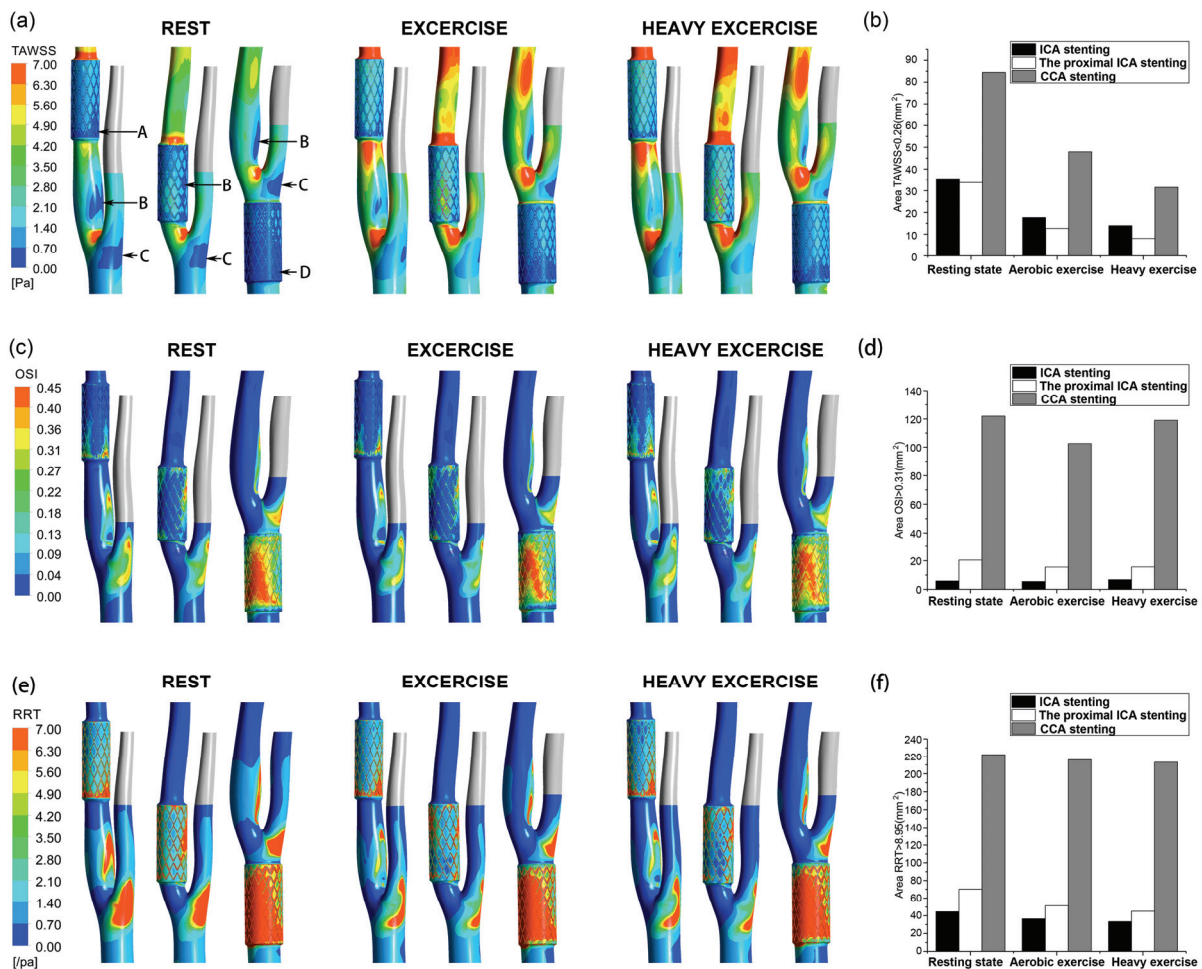 (a)
REST
EXCERCISE
HEAVY EXCERCISE
TAWSS
7.00
6.30
5.60
4.90
4.20
3.50
2.80
2.10
1.40
0.70
0.00
[Pa]
A
B
C
B
C
B
C
D
(b)
ICA stenting
The proximal ICA stenting
CCA stenting
Area TAWSS<0.26(mm⁻²)
90
80
70
60
50
40
30
20
10
0
Resting state Aerobic exercise Heavy exercise
(c)
REST
EXCERCISE
HEAVY EXCERCISE
OSI
0.45
0.40
0.36
0.31
0.27
0.22
0.18
0.13
0.09
0.04
0.00
(d)
ICA stenting
The proximal ICA stenting
CCA stenting
Area OSI>0.31(mm⁻²)
140
120
100
80
60
40
20
0
Resting state Aerobic exercise Heavy exercise
(e)
REST
EXCERCISE
HEAVY EXCERCISE
RRT
7.00
6.30
5.60
4.90
4.20
3.50
2.80
2.10
1.40
0.70
0.00
[/pa]
(f)
ICA stenting
The proximal ICA stenting
CCA stenting
Area RRT>8.95(mm⁻²)
240
220
200
180
160
140
120
100
80
60
40
20
0
Resting state Aerobic exercise Heavy exercise